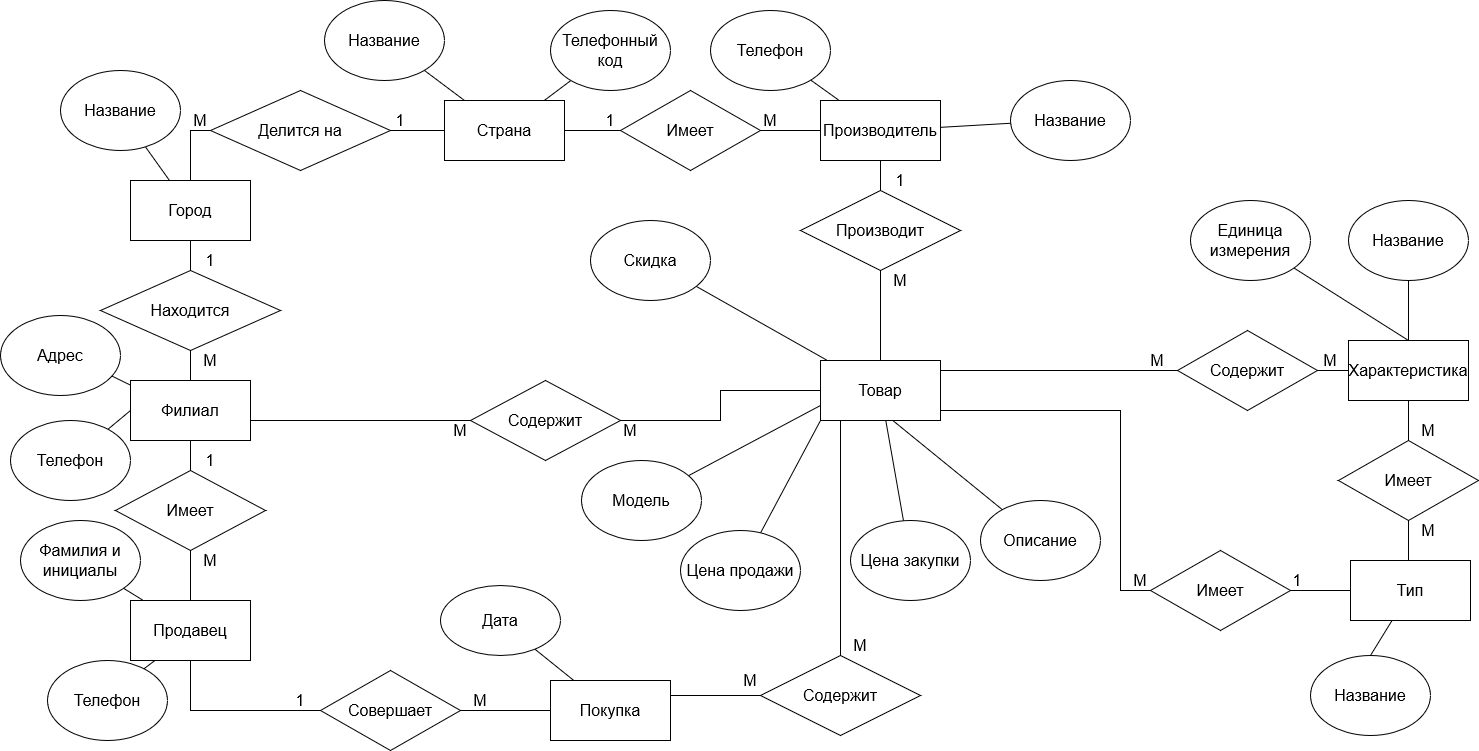 Название
Телефонный
код
Телефон
Название
Название
М
Делится на
1
Страна
1
Имеет
М
Производитель
1
Город
Производит
Единица
измерения
Название
1
Скидка
М
Находится
М
Адрес
М
Содержит
М
Характеристика
Товар
Филиал
М
Содержит
М
М
Телефон
1
Имеет
Модель
Имеет
Фамилия и
инициалы
М
Цена продажи
Цена закупки
Описание
М
М
Имеет
1
Тип
Продавец
Дата
М
Телефон
1
Совершает
М
Покупка
М
Содержит
Название